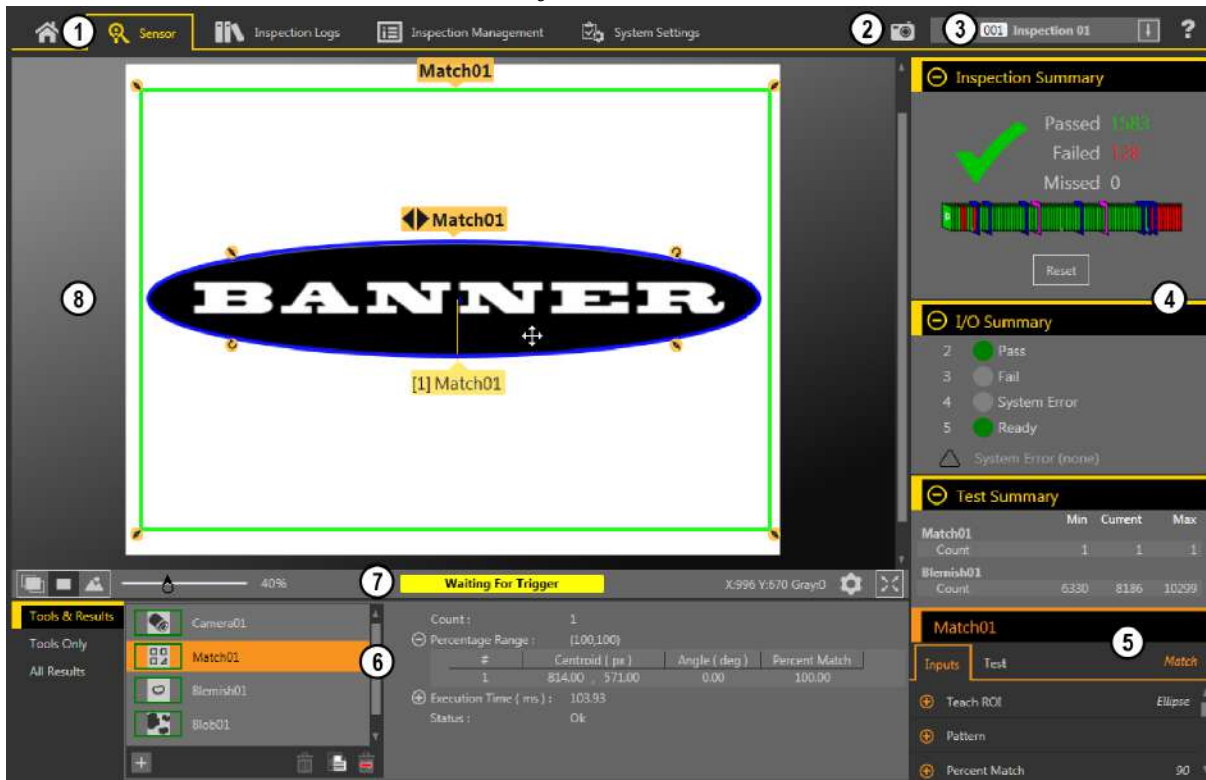 1 Sensor Inspection Logs Inspection Management System Settings 2 3 001 Inspection 01 ?
Match01
Match01
BANNER
[1] Match01
8
Inspection Summary
Passed 1583
Failed 128
Missed 0
Reset
4
I/O Summary
2 Pass
3 Fail
4 System Error
5 Ready
System Error (none)
Test Summary
Min Current Max
Match01
Count 1 1 1
Blemish01
Count 6330 8186 10299
40% 7 Waiting For Trigger X:996 Y:670 Gray:0
Tools & Results
Tools Only
All Results
Camera01
Match01
Blemish01
Blob01
6
Count : 1
Percentage Range : (100,100)
# Centroid ( px ) Angle ( deg ) Percent Match
1 814.00 , 571.00 0.00 100.00
Execution Time ( ms ) : 103.93
Status : Ok
Match01
5
Inputs Test Match
Teach ROI Ellipse
Pattern
Percent Match 90